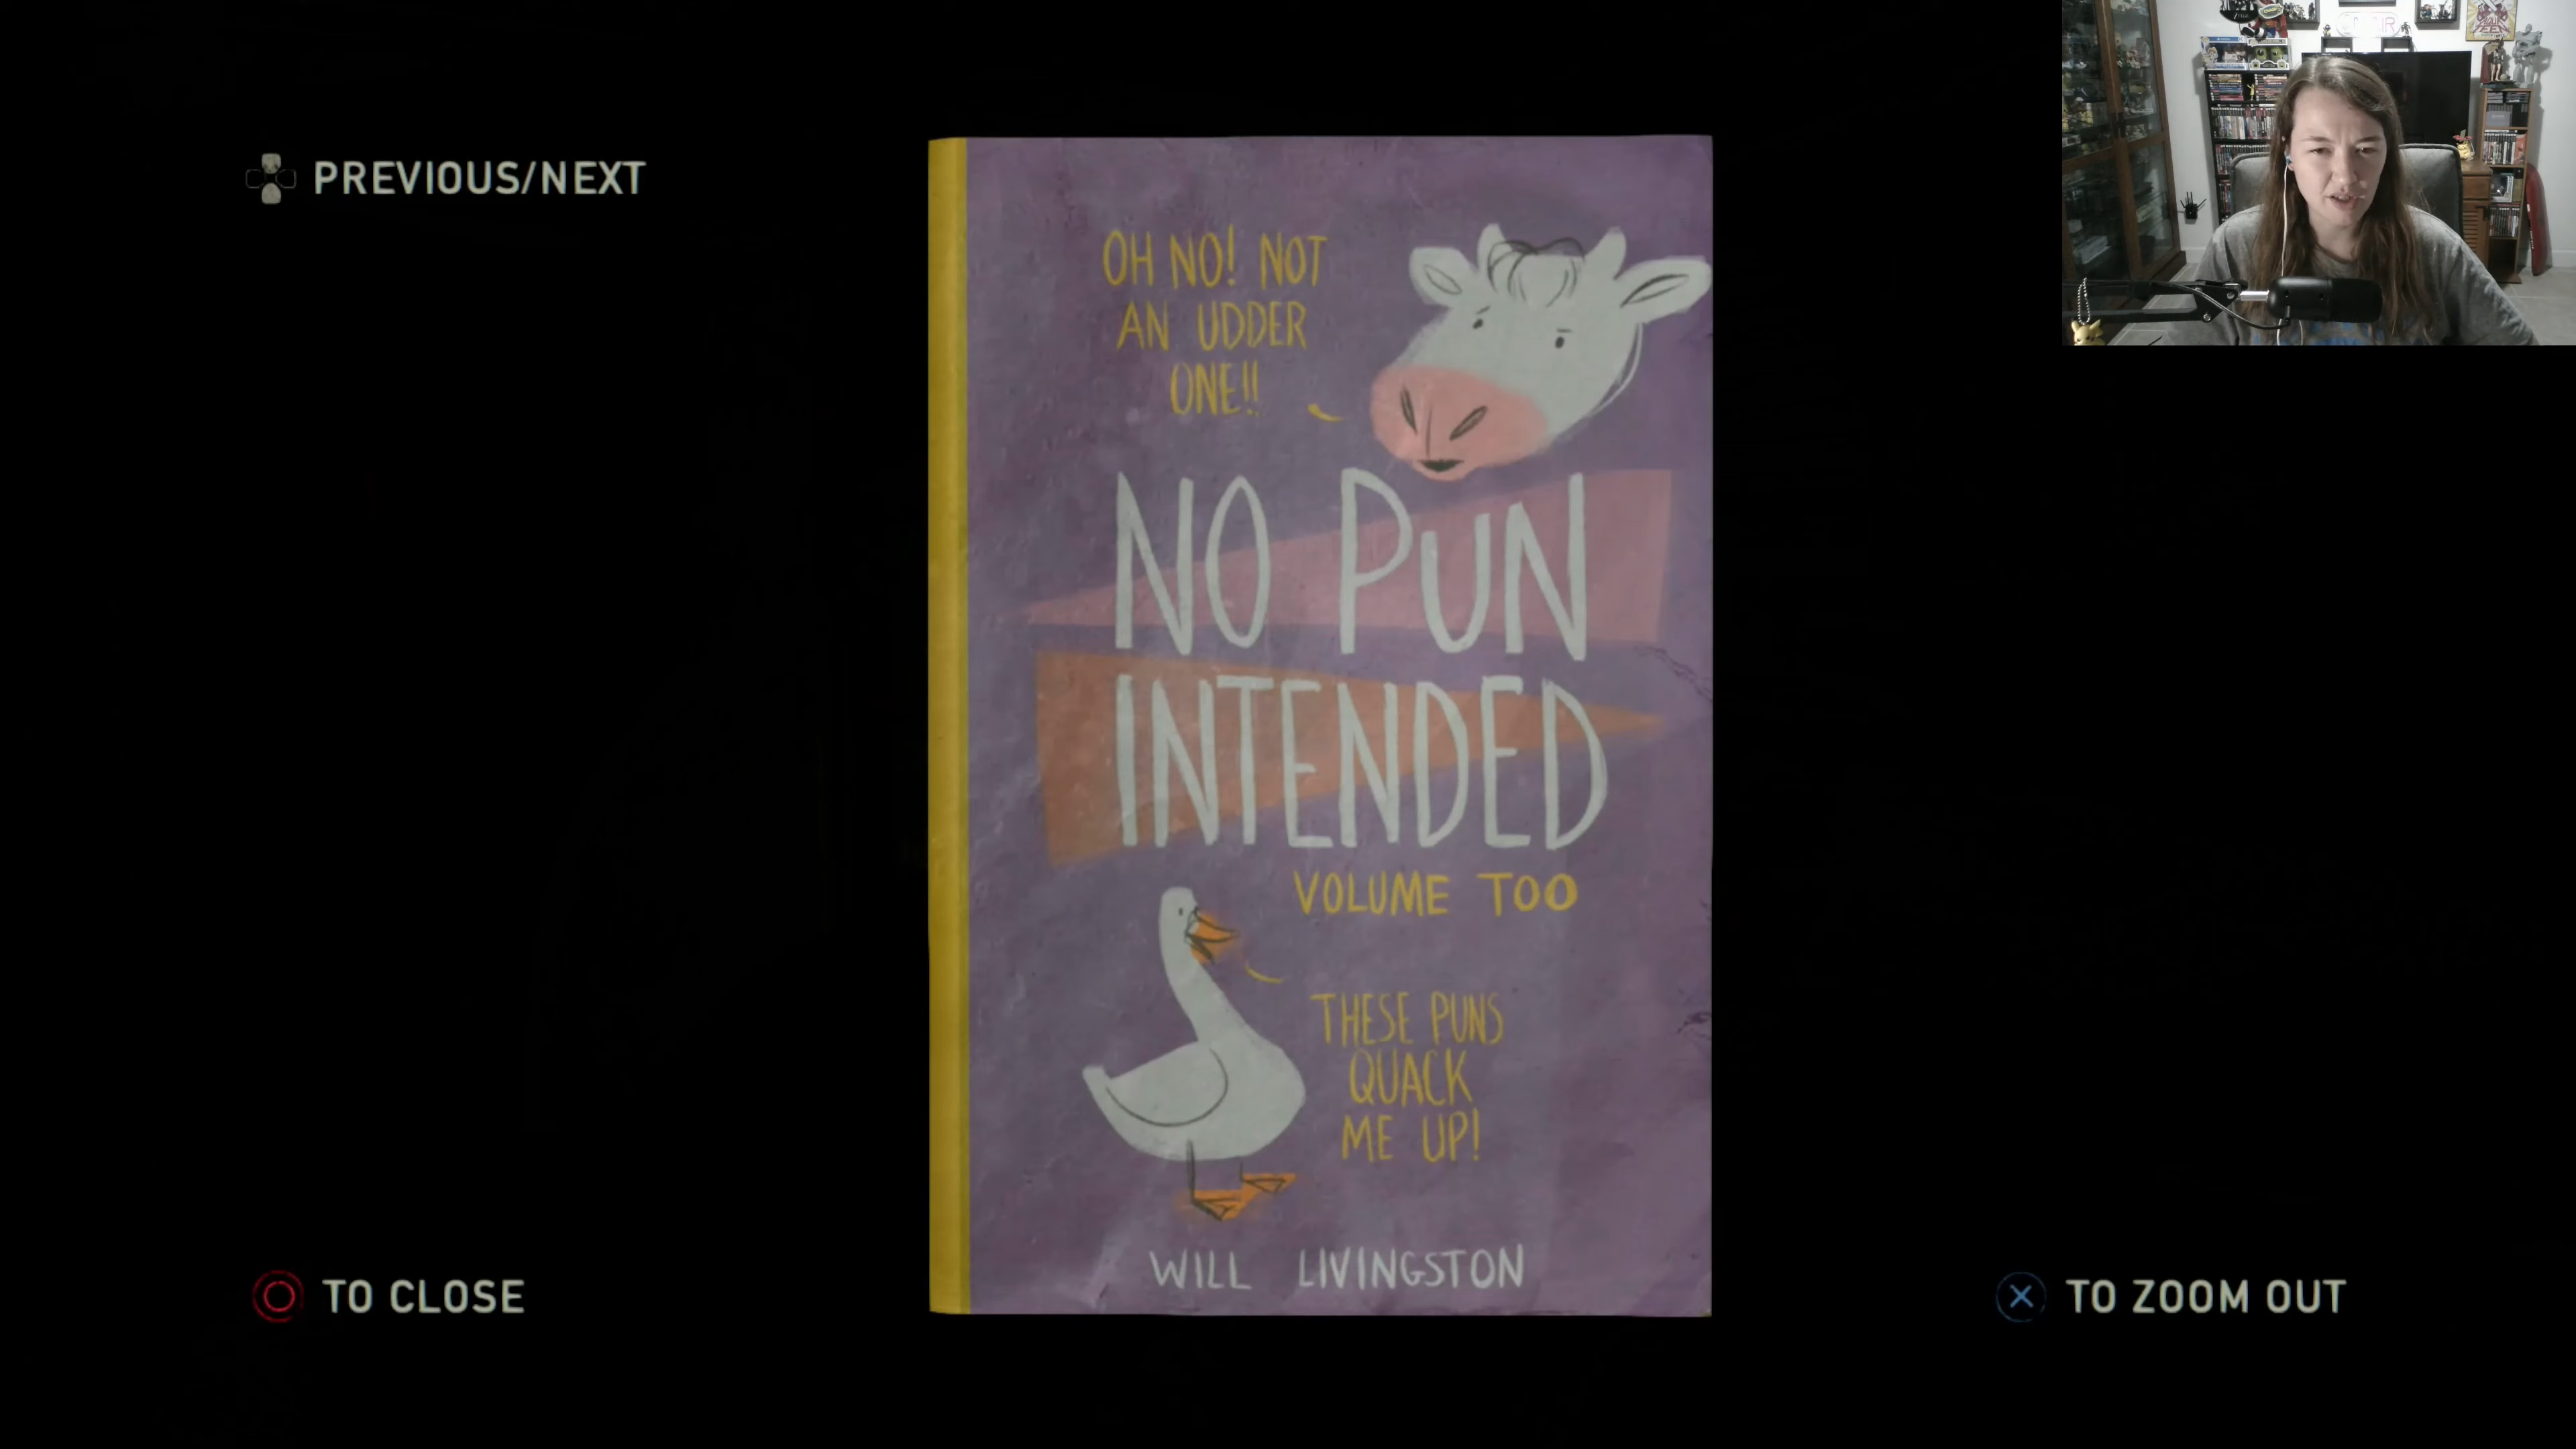 PREVIOUS/NEXT
OH NO! NOT
AN UDDER
ONE!!
NO PUN
INTENDED
VOLUME TOO
THESE PUNS
QUACK
ME UP!
WILL LIVINGSTON
TO CLOSE
TO ZOOM OUT